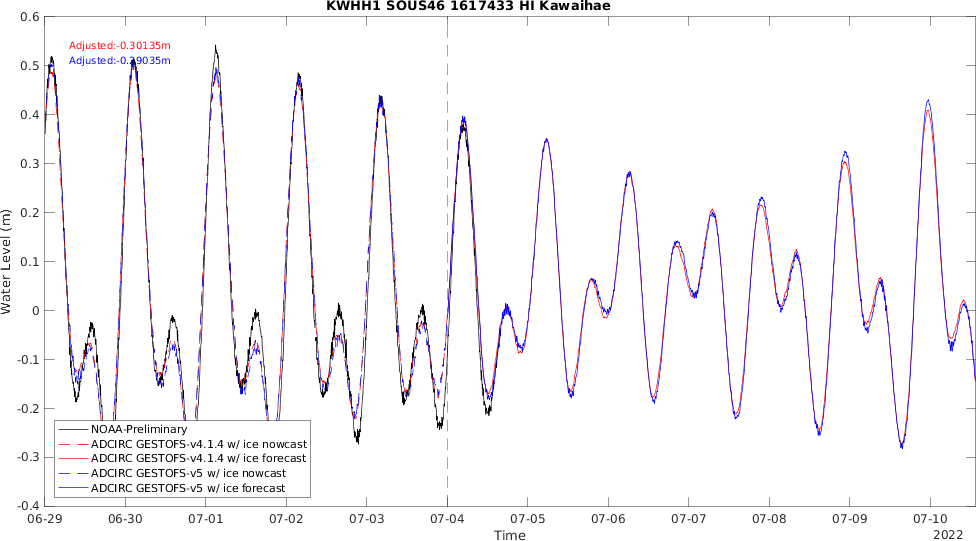 KWHH1 SOUS46 1617433 HI Kawaihae
Adjusted:-0.30135m
Adjusted:-0.29035m
Water Level (m)
0.6
0.5
0.4
0.3
0.2
0.1
0
-0.1
-0.2
-0.3
-0.4
NOAA-Preliminary
ADCIRC GESTOFS-v4.1.4 w/ ice nowcast
ADCIRC GESTOFS-v4.1.4 w/ ice forecast
ADCIRC GESTOFS-v5 w/ ice nowcast
ADCIRC GESTOFS-v5 w/ ice forecast
06-29 06-30 07-01 07-02 07-03 07-04 07-05 07-06 07-07 07-08 07-09 07-10
Time
2022